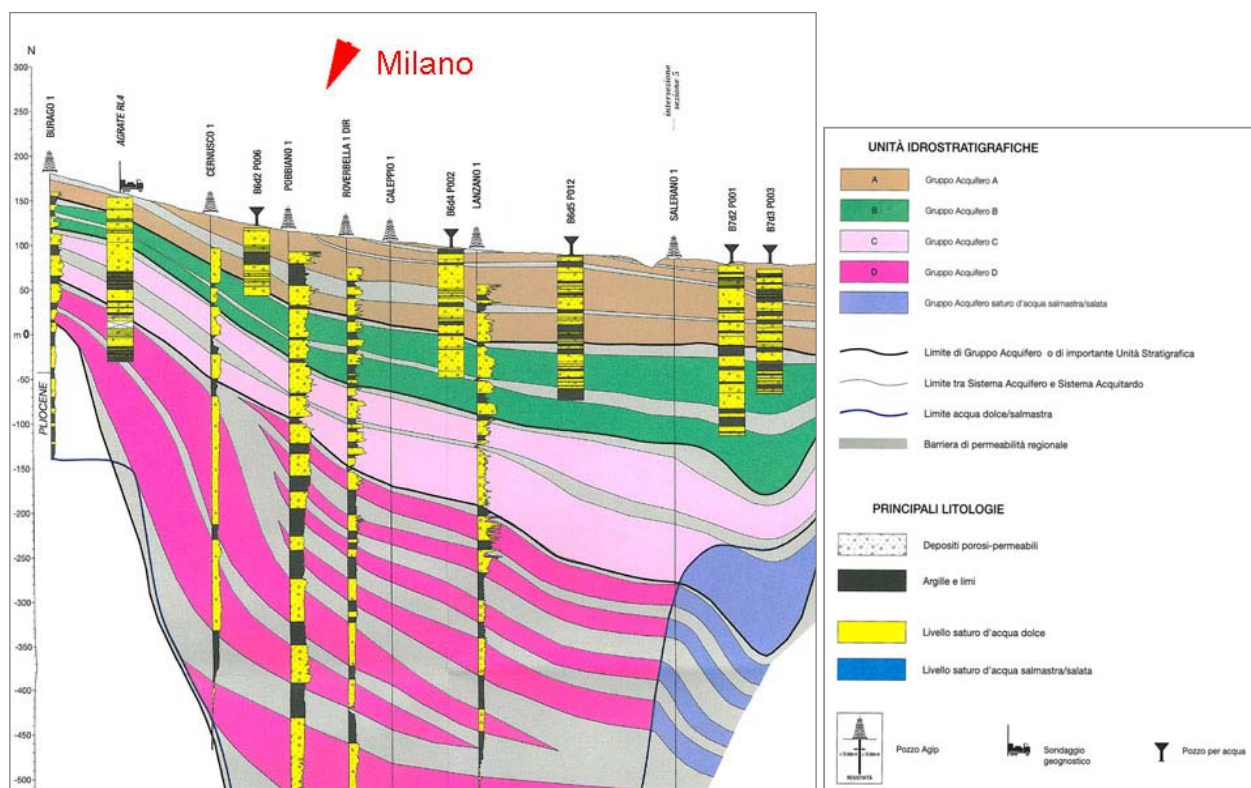 Milano
N
300
250
200
150
100
50
m 0
-50
-100
-150
-200
-250
-300
-350
-400
-450
-500
PLIOCENE
BURAGO 1
AGRATE RL4
CERNUSCO 1
B6d2 P006
POBBIANO 1
ROVERBELLA 1 DIR
CALEPPIO 1
B6d4 P002
LANZANO 1
B6d5 P012
intersezione
sezione 5
SALERANO 1
B7d2 P001
B7d3 P003
UNITÀ IDROSTRATIGRAFICHE
A Gruppo Acquifero A
B Gruppo Acquifero B
C Gruppo Acquifero C
D Gruppo Acquifero D
Gruppo Acquifero saturo d'acqua salmastra/salata
Limite di Gruppo Acquifero o di importante Unità Stratigrafica
Limite tra Sistema Acquifero e Sistema Acquitardo
Limite acqua dolce/salmastra
Barriera di permeabilità regionale
PRINCIPALI LITOLOGIE
Depositi porosi-permeabili
Argille e limi
Livello saturo d'acqua dolce
Livello saturo d'acqua salmastra/salata
Pozzo Agip
Sondaggio
geognostico
Pozzo per acqua